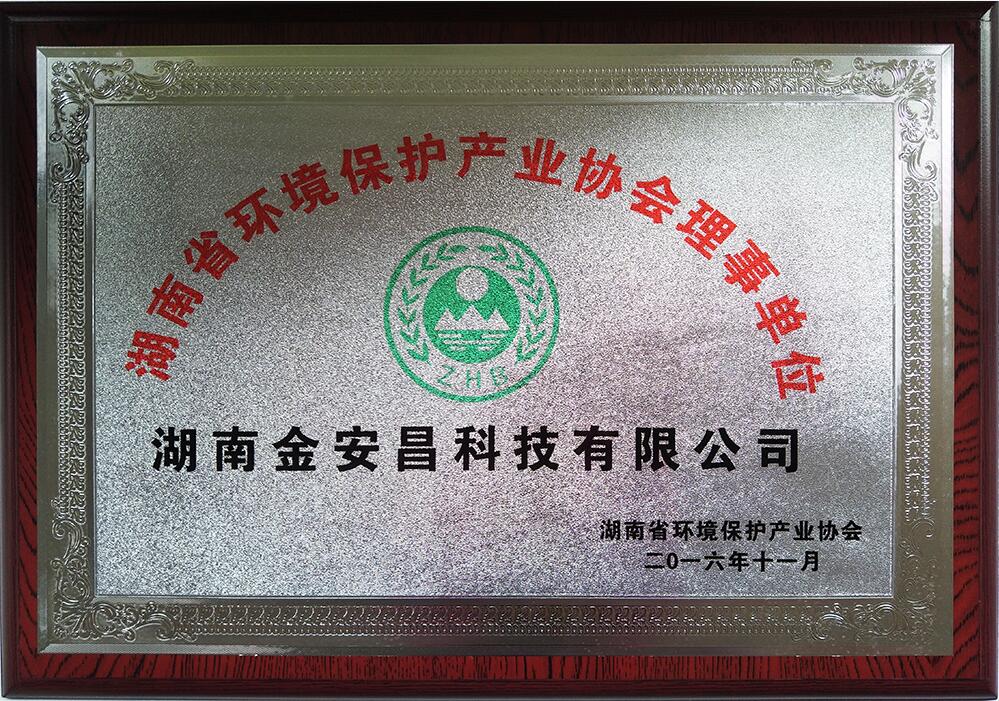 湖南省环境保护产业协会理事单位
ZHB
湖南金安昌科技有限公司
湖南省环境保护产业协会
二0一六年十一月